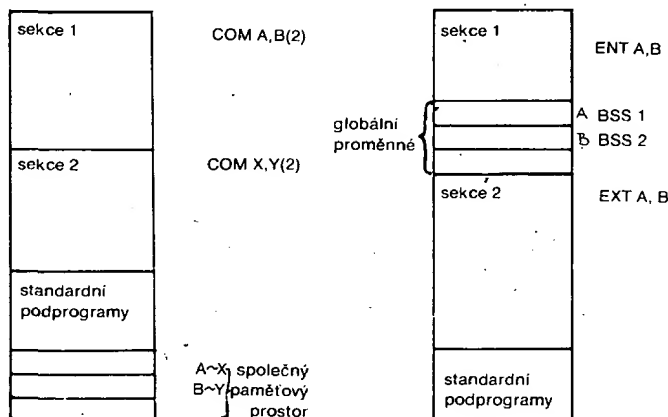 sekce 1
COM A,B(2)
sekce 2
COM X,Y(2)
standardní
podprogramy
A~X
B~Y
společný
paměťový
prostor
sekce 1
ENT A,B
globální
proměnné
A BSS 1
B BSS 2
sekce 2
EXT A, B
standardní
podprogramy